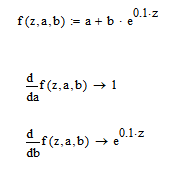 f(z,a,b) := a + b · e^0.1·z
d/da f(z,a,b) → 1
d/db f(z,a,b) → e^0.1·z